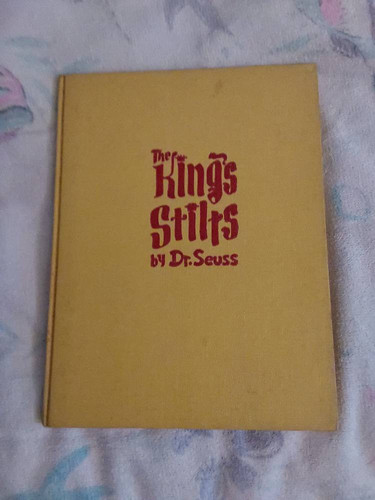 The
King's
Stilts
by Dr. Seuss